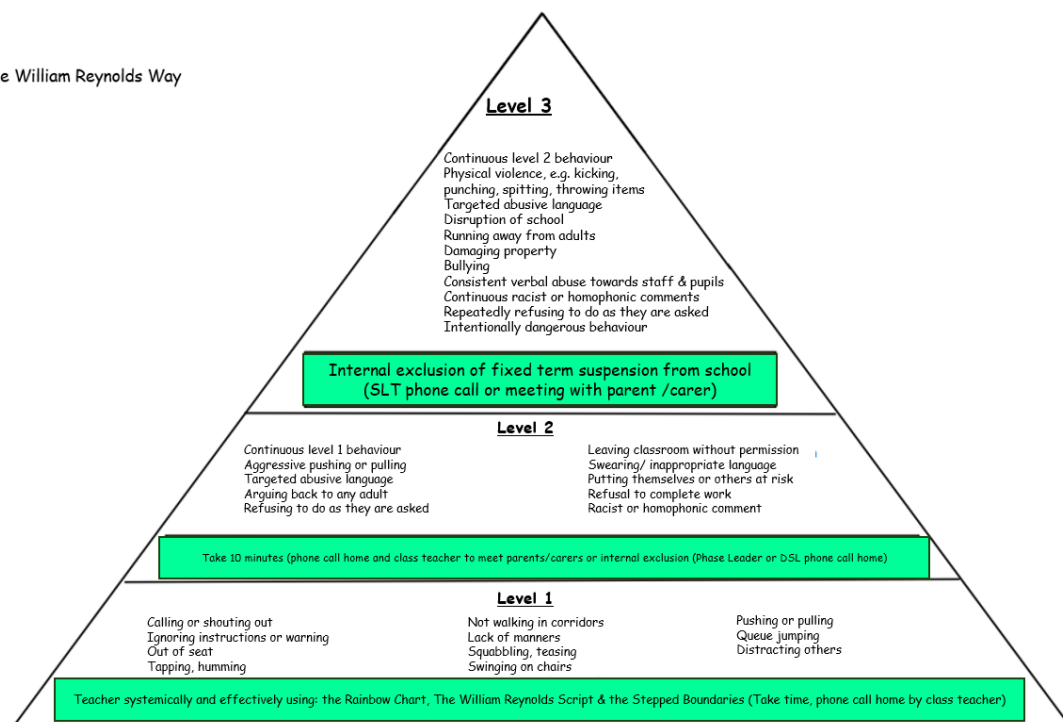 e William Reynolds Way
Level 3
Continuous level 2 behaviour
Physical violence, e.g. kicking,
punching, spitting, throwing items
Targeted abusive language
Disruption of school
Running away from adults
Damaging property
Bullying
Consistent verbal abuse towards staff & pupils
Continuous racist or homophonic comments
Repeatedly refusing to do as they are asked
Intentionally dangerous behaviour
Internal exclusion of fixed term suspension from school
(SLT phone call or meeting with parent /carer)
Level 2
Continuous level 1 behaviour
Aggressive pushing or pulling
Targeted abusive language
Arguing back to any adult
Refusing to do as they are asked
Leaving classroom without permission
Swearing/ inappropriate language
Putting themselves or others at risk
Refusal to complete work
Racist or homophonic comment
Take 10 minutes (phone call home and class teacher to meet parents/carers or internal exclusion (Phase Leader or DSL phone call home)
Level 1
Calling or shouting out
Ignoring instructions or warning
Out of seat
Tapping, humming
Not walking in corridors
Lack of manners
Squabbling, teasing
Swinging on chairs
Pushing or pulling
Queue jumping
Distracting others
Teacher systemically and effectively using: the Rainbow Chart, The William Reynolds Script & the Stepped Boundaries (Take time, phone call home by class teacher)